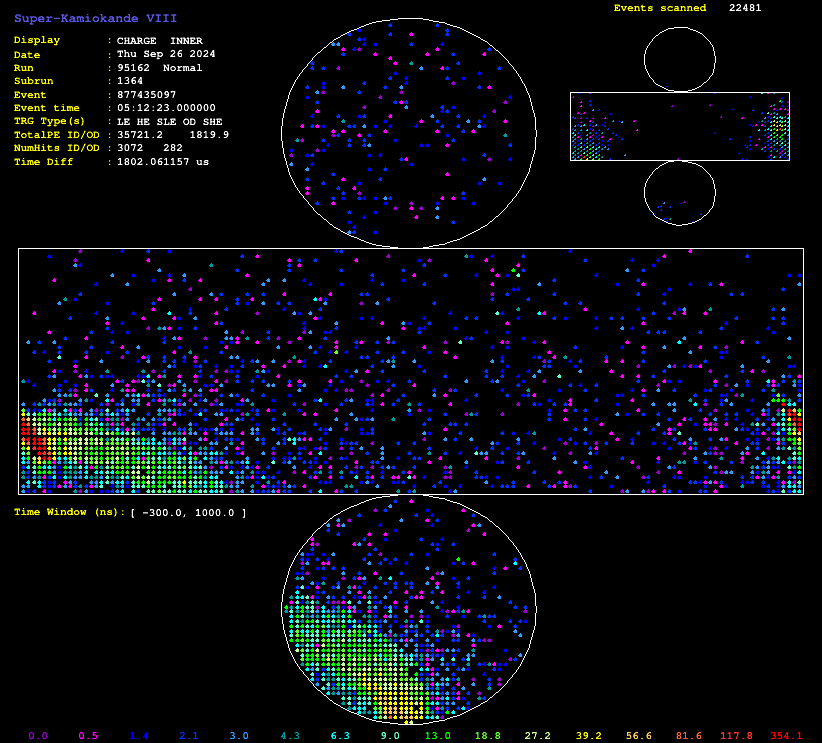 Super-Kamiokande VIII
Events scanned 22481
Display : CHARGE INNER
Date : Thu Sep 26 2024
Run : 95162 Normal
Subrun : 1364
Event : 877435097
Event time : 05:12:23.000000
TRG Type(s) : LE HE SLE OD SHE
TotalPE ID/OD : 35721.2 1819.9
NumHits ID/OD : 3072 282
Time Diff : 1802.061157 us
Time Window (ns): [ -300.0, 1000.0 ]
0.0 0.5 1.4 2.2 3.0 4.3 6.3 9.0 13.0 18.8 27.2 39.2 56.6 81.6 117.8 354.1